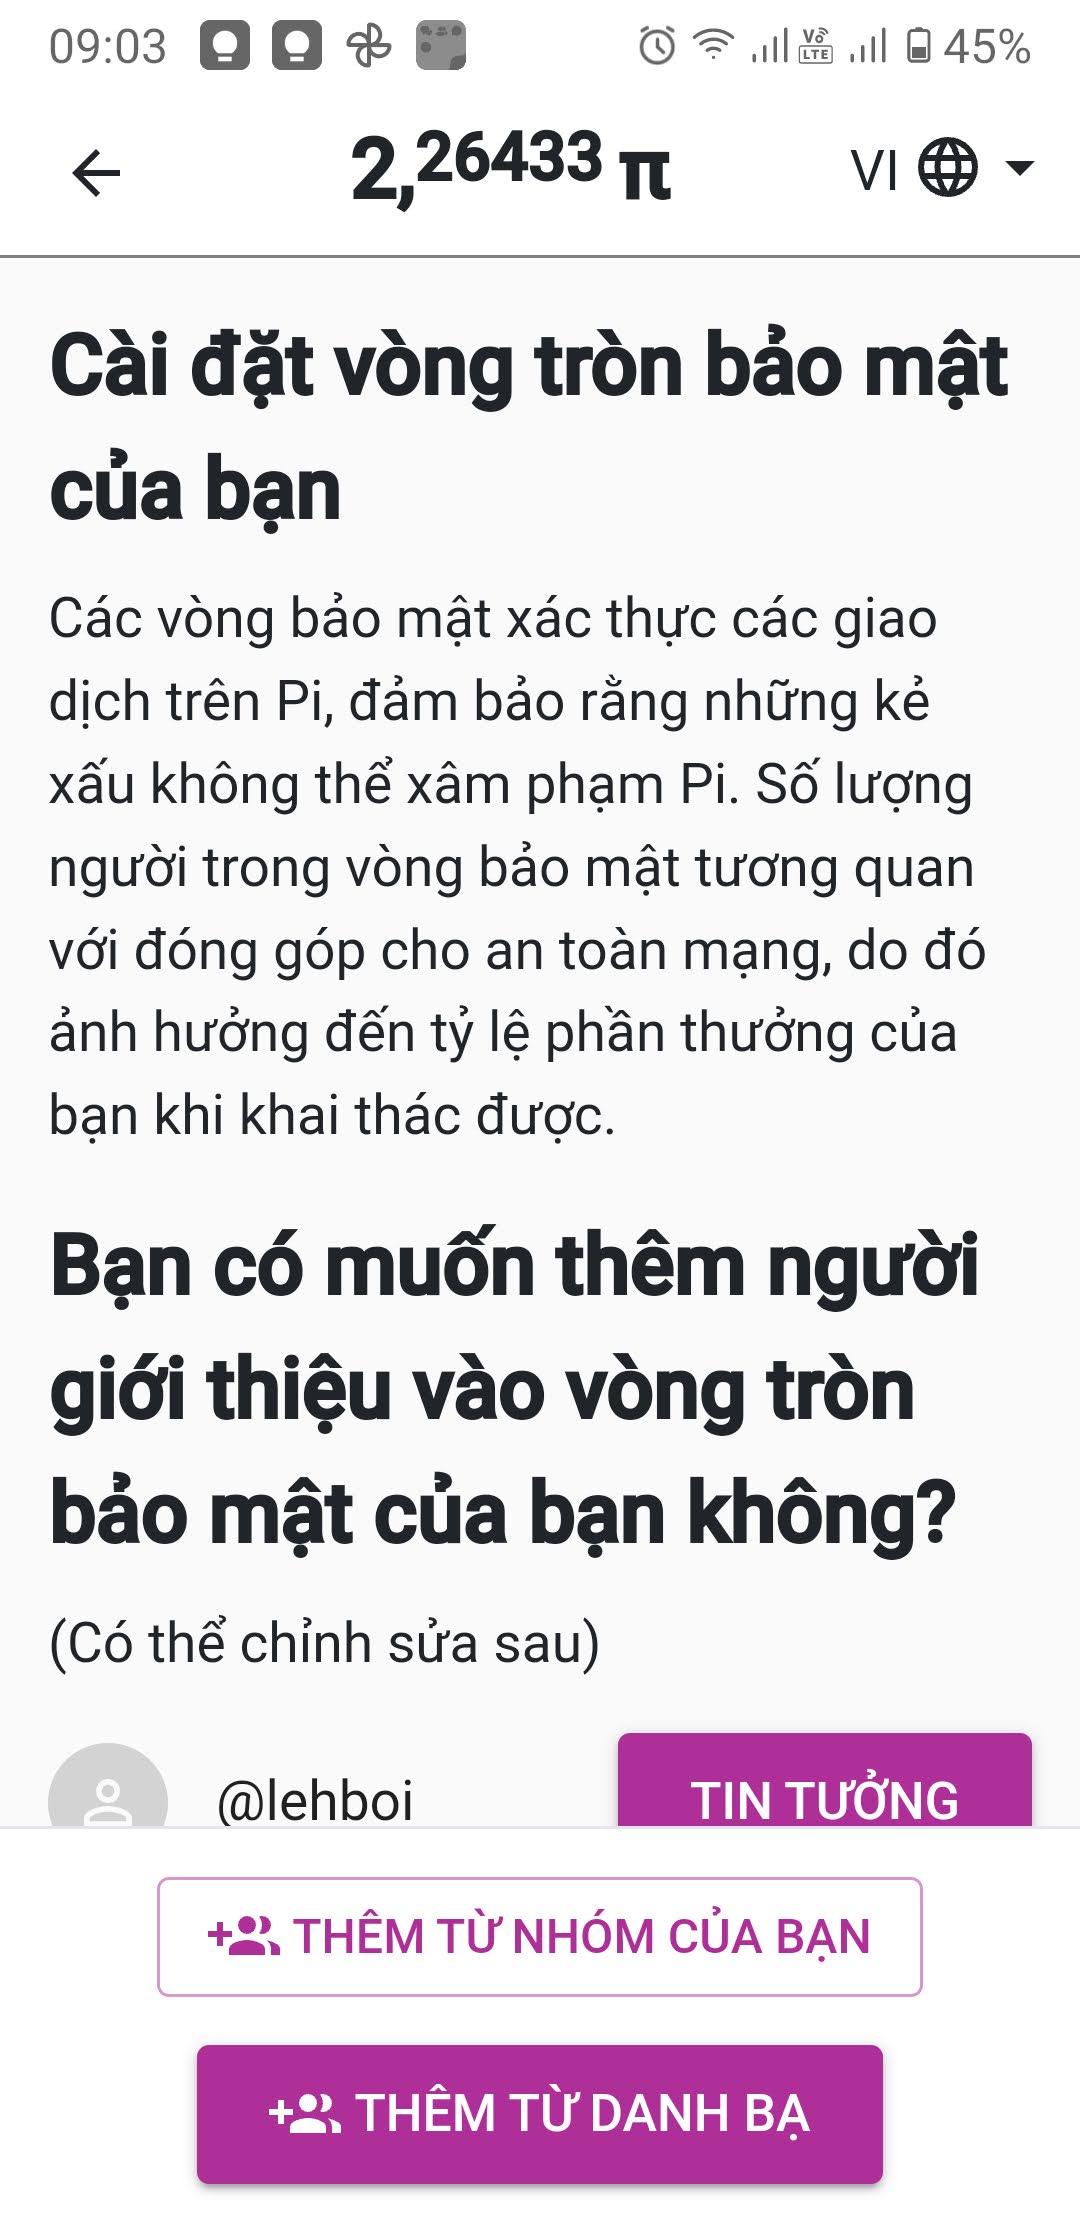 09:03
Vo LTE
45%
2,26433 π
VI
Cài đặt vòng tròn bảo mật
của bạn
Các vòng bảo mật xác thực các giao
dịch trên Pi, đảm bảo rằng những kẻ
xấu không thể xâm phạm Pi. Số lượng
người trong vòng bảo mật tương quan
với đóng góp cho an toàn mạng, do đó
ảnh hưởng đến tỷ lệ phần thưởng của
bạn khi khai thác được.
Bạn có muốn thêm người
giới thiệu vào vòng tròn
bảo mật của bạn không?
(Có thể chỉnh sửa sau)
@lehboi
TIN TƯỞNG
THÊM TỪ NHÓM CỦA BẠN
THÊM TỪ DANH BẠ